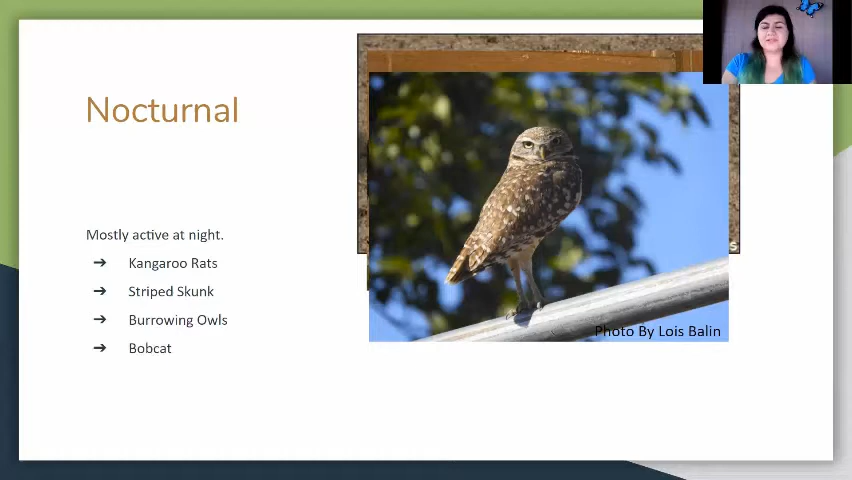 Nocturnal
Mostly active at night.
➔ Kangaroo Rats
➔ Striped Skunk
➔ Burrowing Owls
➔ Bobcat
s
Photo By Lois Balin